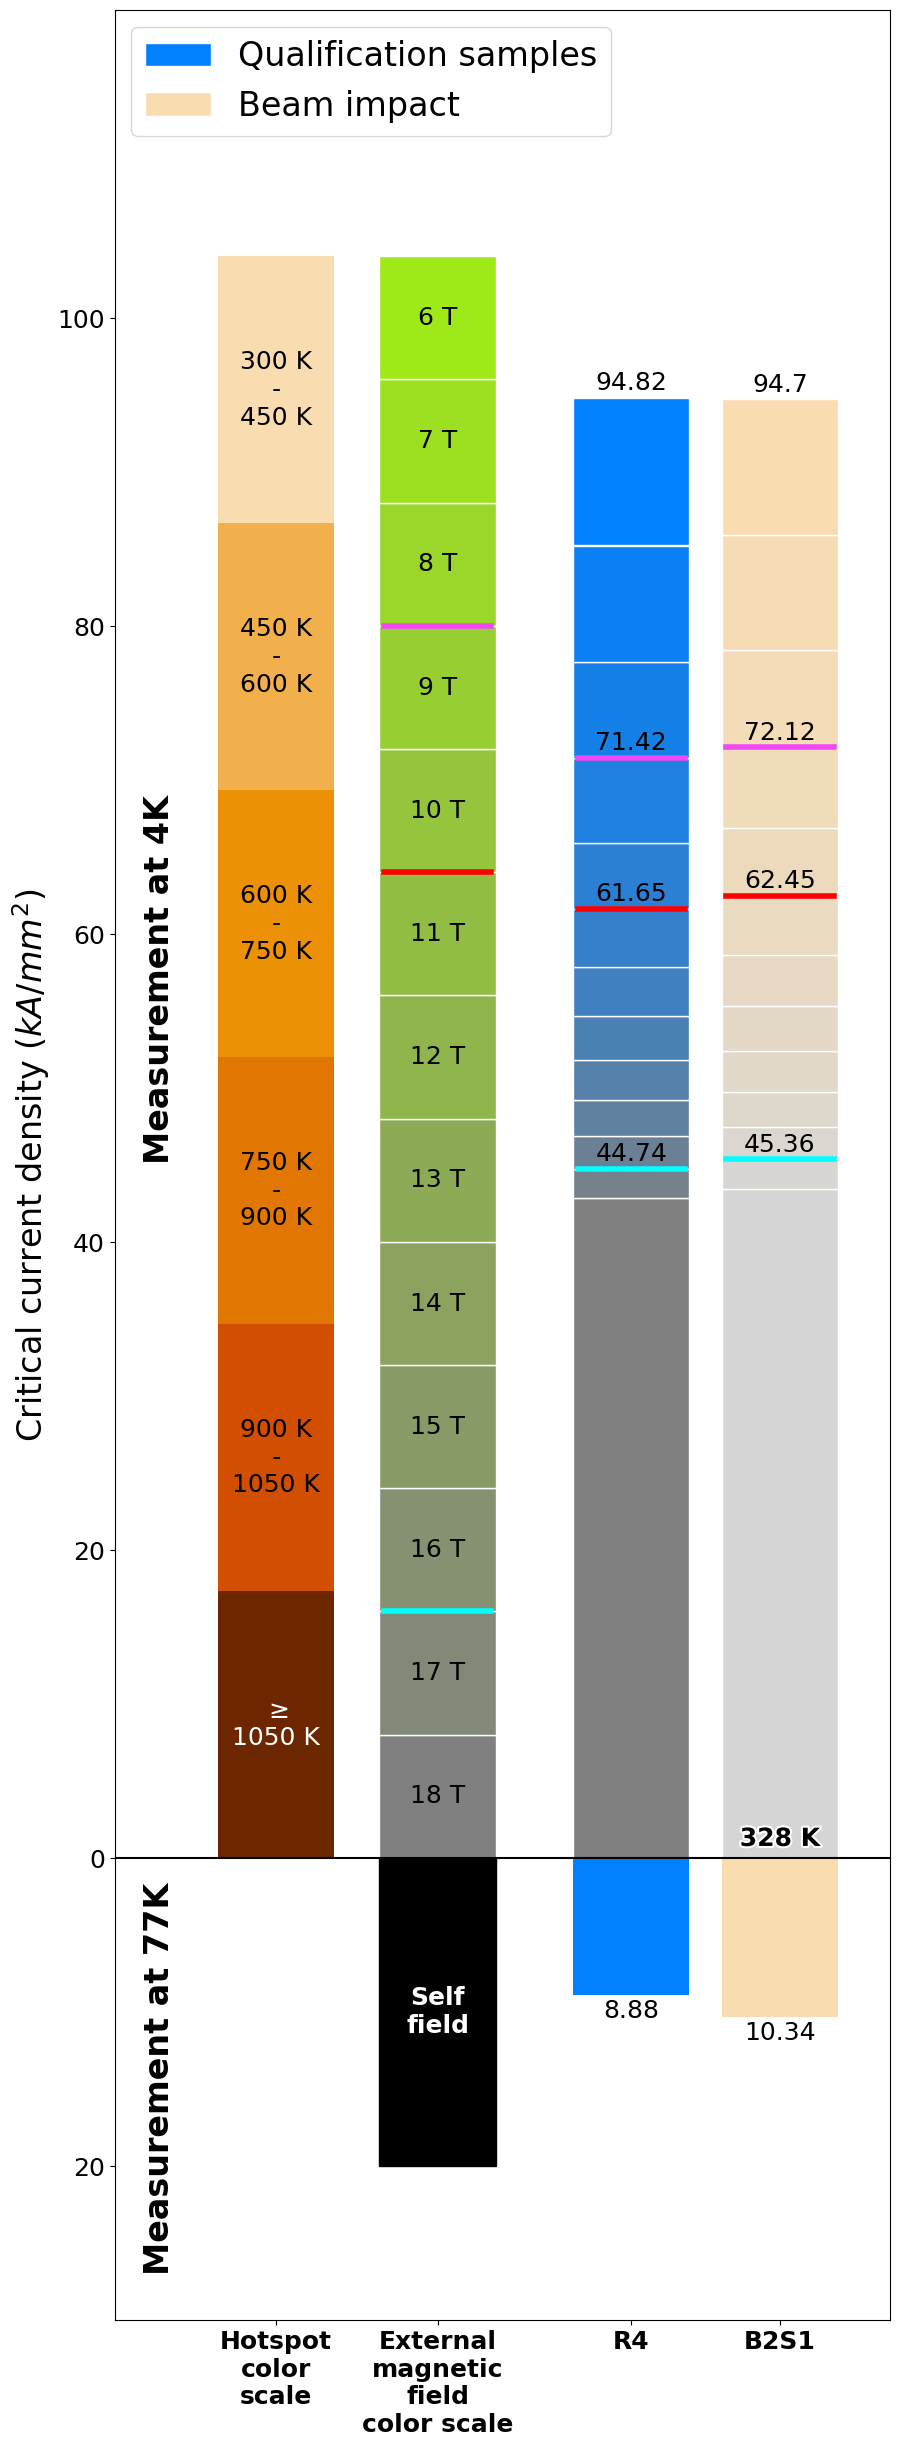 Qualification samples
Beam impact
Critical current density (kA/mm²)
100
80
60
40
20
0
20
Measurement at 4K
Measurement at 77K
300 K
-
450 K
450 K
-
600 K
600 K
-
750 K
750 K
-
900 K
900 K
-
1050 K
≥
1050 K
6 T
7 T
8 T
9 T
10 T
11 T
12 T
13 T
14 T
15 T
16 T
17 T
18 T
Self
field
94.82
71.42
61.65
44.74
8.88
94.7
72.12
62.45
45.36
328 K
10.34
Hotspot
color
scale
External
magnetic
field
color scale
R4
B2S1